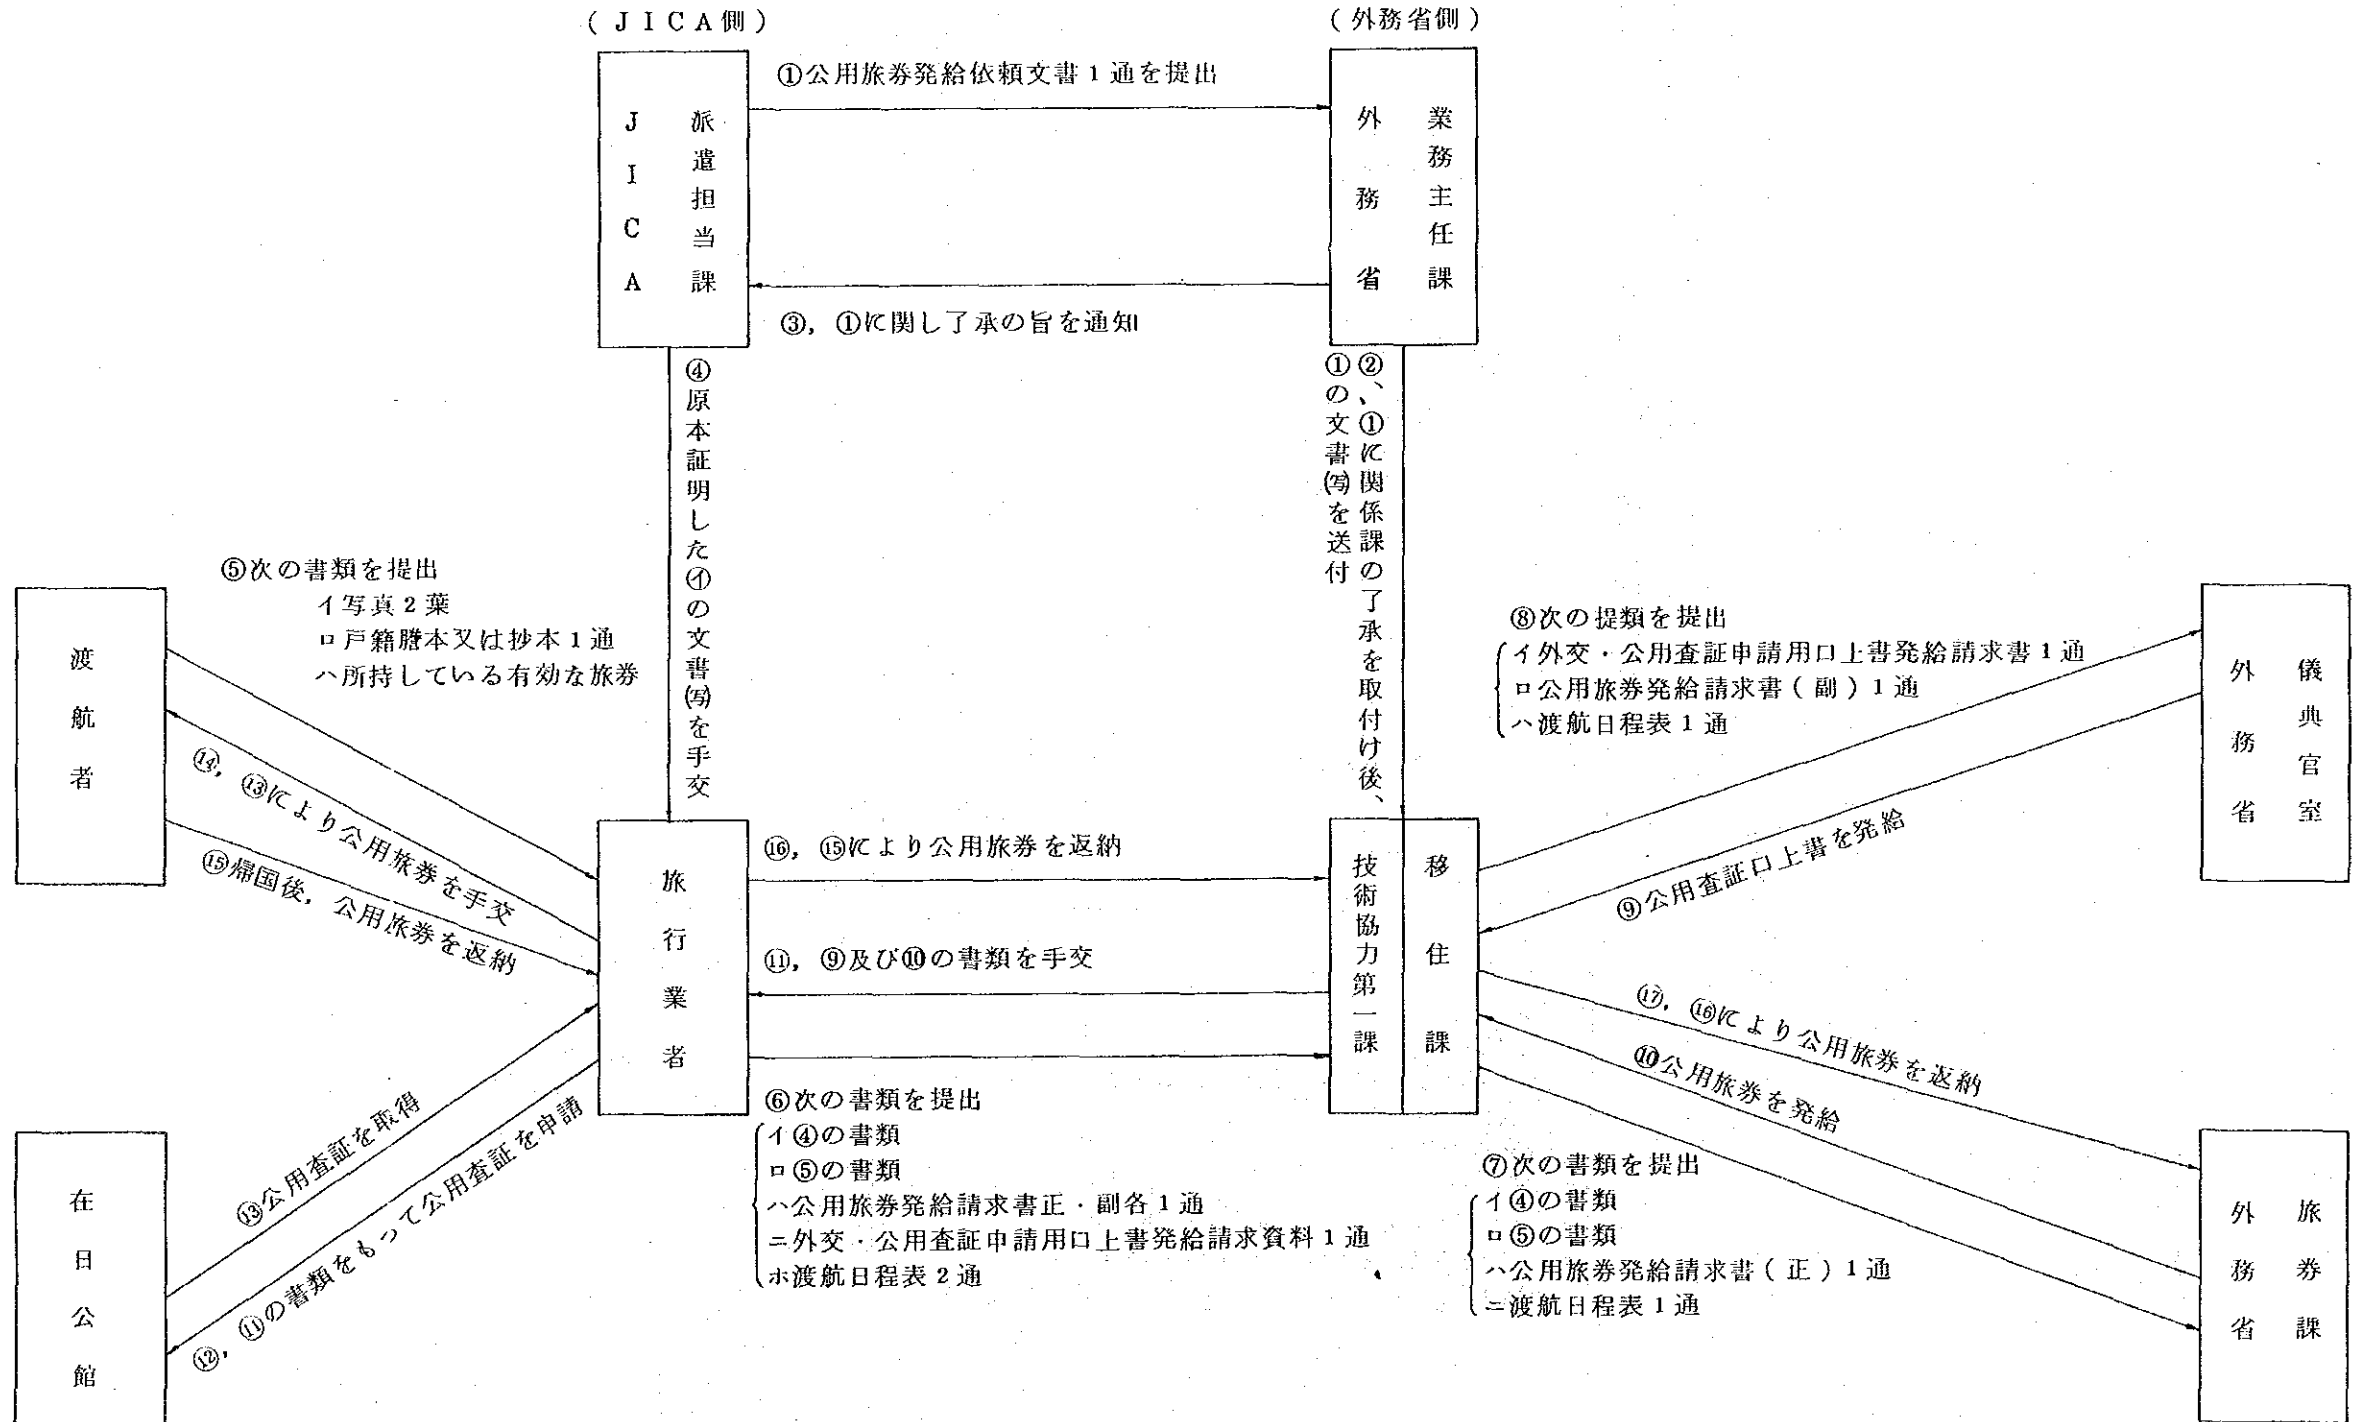 （ＪＩＣＡ側）
（外務省側）
ＪＩＣＡ
派遣担当課
①公用旅券発給依頼文書１通を提出
外務省
業務主任課
③，①に関し了承の旨を通知
④原本証明した①の文書(写)を手交
②、①に関係課の了承を取付け後、
①の文書(写)を送付
渡航者
⑤次の書類を提出
イ写真２葉
ロ戸籍謄本又は抄本１通
ハ所持している有効な旅券
⑭，⑬により公用旅券を手交
⑮帰国後，公用旅券を返納
旅行業者
⑯，⑮により公用旅券を返納
⑪，⑨及び⑩の書類を手交
技術協力第一課
移住課
⑧次の提類を提出
イ外交・公用査証申請用口上書発給請求書１通
ロ公用旅券発給請求書（副）１通
ハ渡航日程表１通
⑨公用査証口上書を発給
外務省
儀典官室
⑰，⑯により公用旅券を返納
⑩公用旅券を発給
在日公館
⑬公用査証を取得
⑫，⑪の書類をもって公用査証を申請
⑥次の書類を提出
イ④の書類
ロ⑤の書類
ハ公用旅券発給請求書正・副各１通
ニ外交・公用査証申請用口上書発給請求資料１通
ホ渡航日程表２通
⑦次の書類を提出
イ④の書類
ロ⑤の書類
ハ公用旅券発給請求書（正）１通
ニ渡航日程表１通
外務省
旅券課